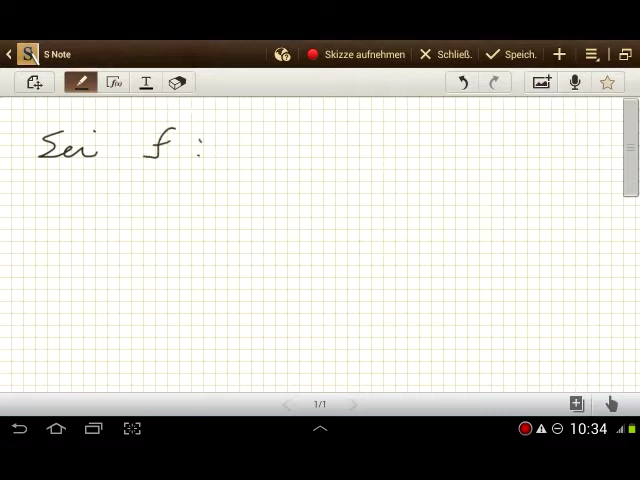 S S Note Skizze aufnehmen Schließ. Speich.
f(x) T
Sei f :
1/1
10:34